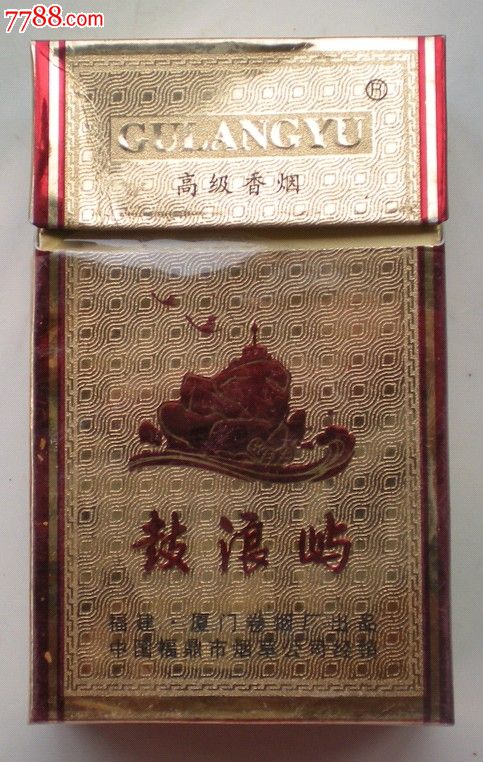 7788.com
®
GULANGYU
高级香烟
鼓浪屿
福建·厦门卷烟厂出品
中国福鼎市烟草公司经销